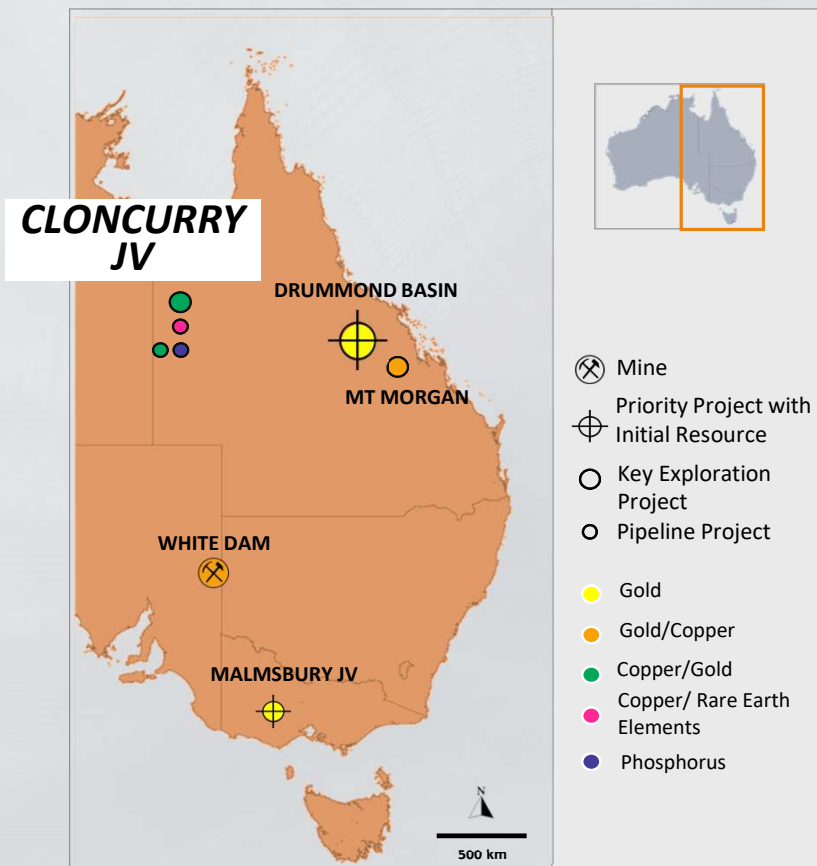 CLONCURRY
JV
DRUMMOND BASIN
MT MORGAN
WHITE DAM
MALMSBURY JV
N
500 km
Mine
Priority Project with
Initial Resource
Key Exploration
Project
Pipeline Project
Gold
Gold/Copper
Copper/Gold
Copper/ Rare Earth
Elements
Phosphorus